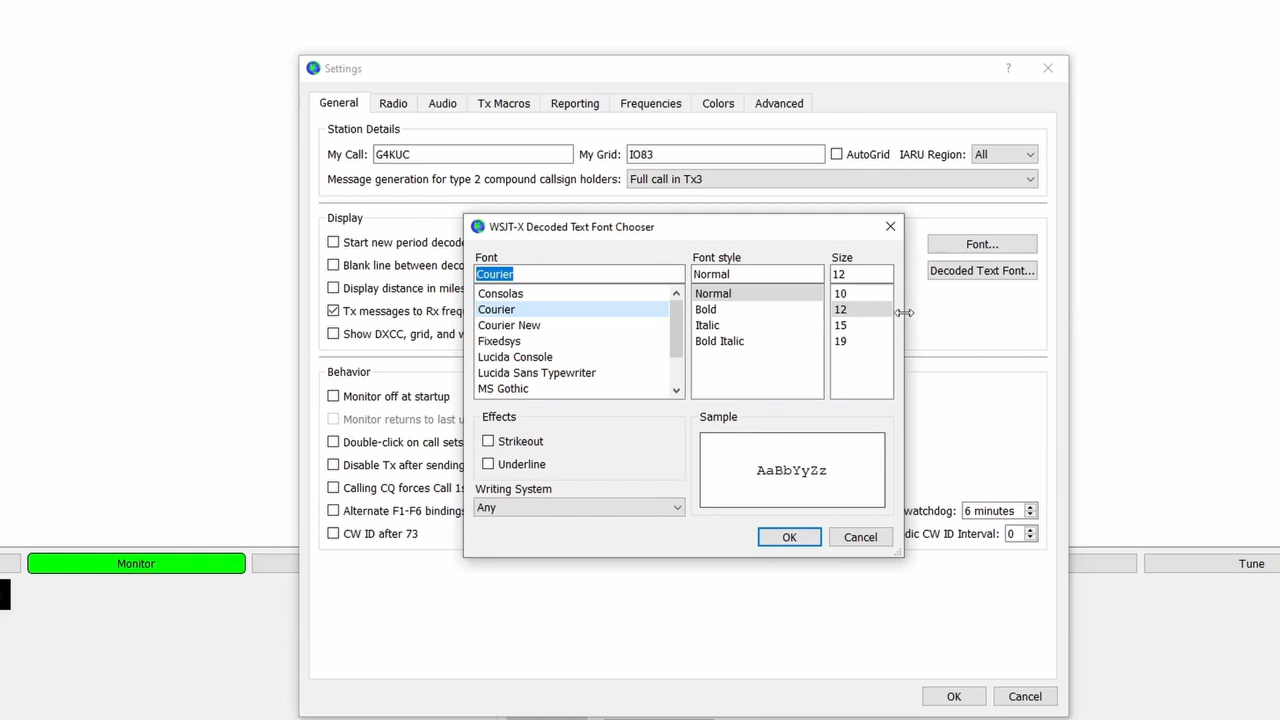 Settings
General Radio Audio Tx Macros Reporting Frequencies Colors Advanced
Station Details
My Call: G4KUC My Grid: IO83 AutoGrid IARU Region: All
Message generation for type 2 compound callsign holders: Full call in Tx3
Display
Start new period decode
Blank line between deco
Display distance in miles
Tx messages to Rx frequ
Show DXCC, grid, and w
Font...
Decoded Text Font...
Behavior
Monitor off at startup
Monitor returns to last u
Double-click on call sets
Disable Tx after sending
Calling CQ forces Call 1s
Alternate F1-F6 bindings
CW ID after 73
watchdog: 6 minutes
dic CW ID Interval: 0
WSJT-X Decoded Text Font Chooser
Font Font style Size
Courier Normal 12
Consolas Normal 10
Courier Bold 12
Courier New Italic 15
Fixedsys Bold Italic 19
Lucida Console
Lucida Sans Typewriter
MS Gothic
Effects
Strikeout
Underline
Writing System
Any
Sample
AaBbYyZz
OK Cancel
Monitor
Tune
OK Cancel